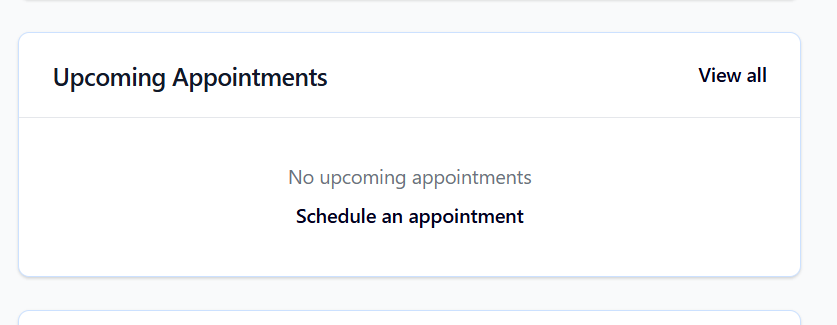 Upcoming Appointments
View all
No upcoming appointments
Schedule an appointment